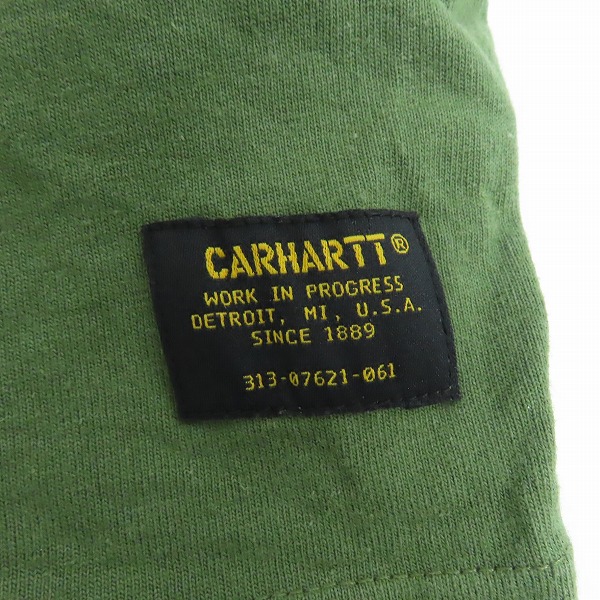 CARHARTT®
WORK IN PROGRESS
DETROIT, MI, U.S.A.
SINCE 1889
313-07621-061